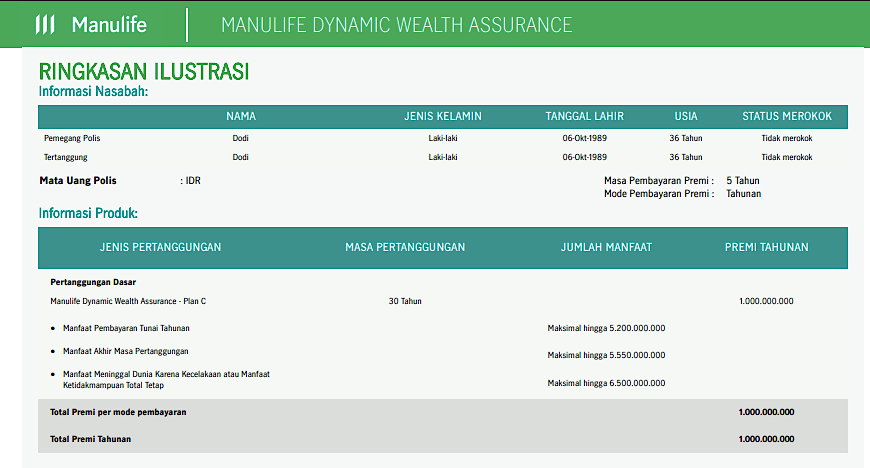 Manulife
MANULIFE DYNAMIC WEALTH ASSURANCE
RINGKASAN ILUSTRASI
Informasi Nasabah:
NAMA JENIS KELAMIN TANGGAL LAHIR USIA STATUS MEROKOK
Pemegang Polis Dodi Laki-laki 06-Okt-1989 36 Tahun Tidak merokok
Tertanggung Dodi Laki-laki 06-Okt-1989 36 Tahun Tidak merokok
Mata Uang Polis : IDR Masa Pembayaran Premi : 5 Tahun
Mode Pembayaran Premi : Tahunan
Informasi Produk:
JENIS PERTANGGUNGAN MASA PERTANGGUNGAN JUMLAH MANFAAT PREMI TAHUNAN
Pertanggungan Dasar
Manulife Dynamic Wealth Assurance - Plan C 30 Tahun 1.000.000.000
• Manfaat Pembayaran Tunai Tahunan Maksimal hingga 5.200.000.000
• Manfaat Akhir Masa Pertanggungan Maksimal hingga 5.550.000.000
• Manfaat Meninggal Dunia Karena Kecelakaan atau Manfaat
Ketidakmampuan Total Tetap Maksimal hingga 6.500.000.000
Total Premi per mode pembayaran 1.000.000.000
Total Premi Tahunan 1.000.000.000